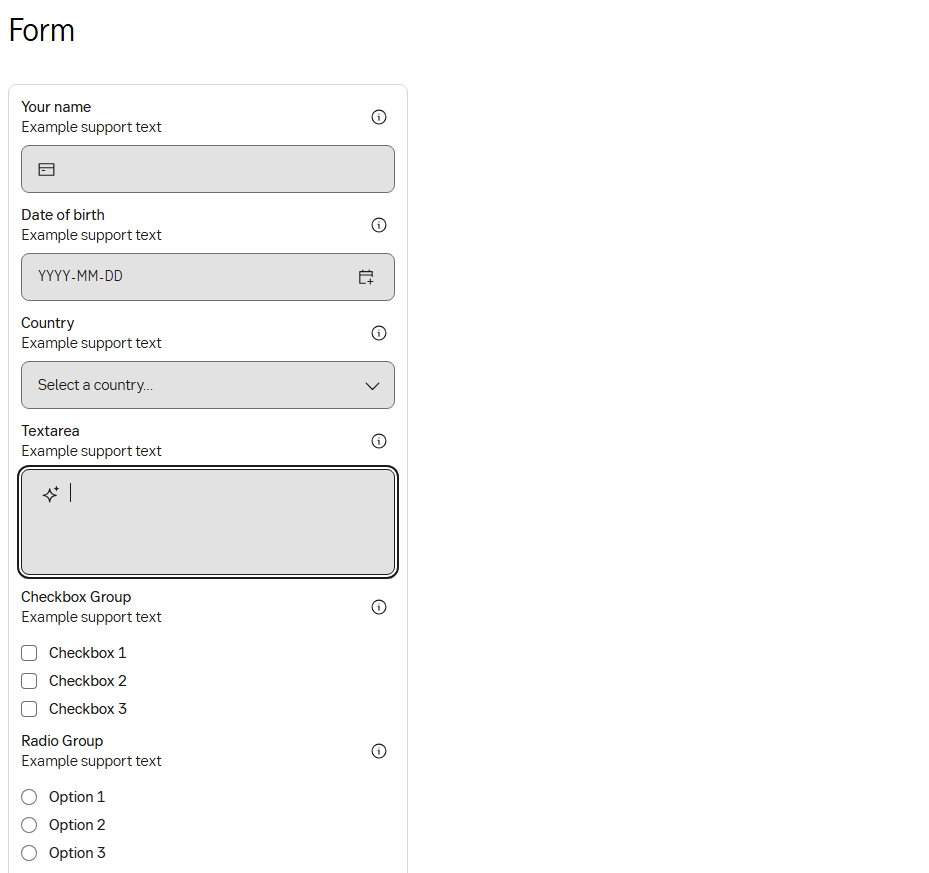 Form
Your name
Example support text
Date of birth
Example support text
YYYY-MM-DD
Country
Example support text
Select a country...
Textarea
Example support text
Checkbox Group
Example support text
Checkbox 1
Checkbox 2
Checkbox 3
Radio Group
Example support text
Option 1
Option 2
Option 3